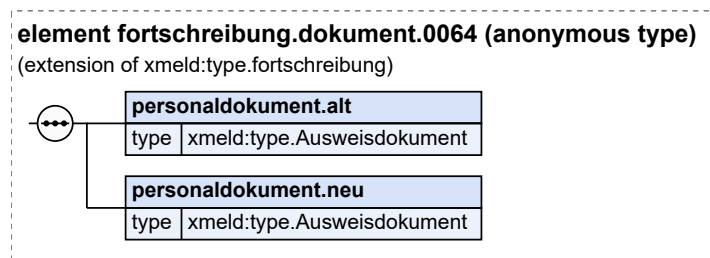 element fortschreibung.dokument.0064 (anonymous type)
(extension of xmeld:type.fortschreibung)
personaldokument.alt
type xmeld:type.Ausweisdokument
personaldokument.neu
type xmeld:type.Ausweisdokument